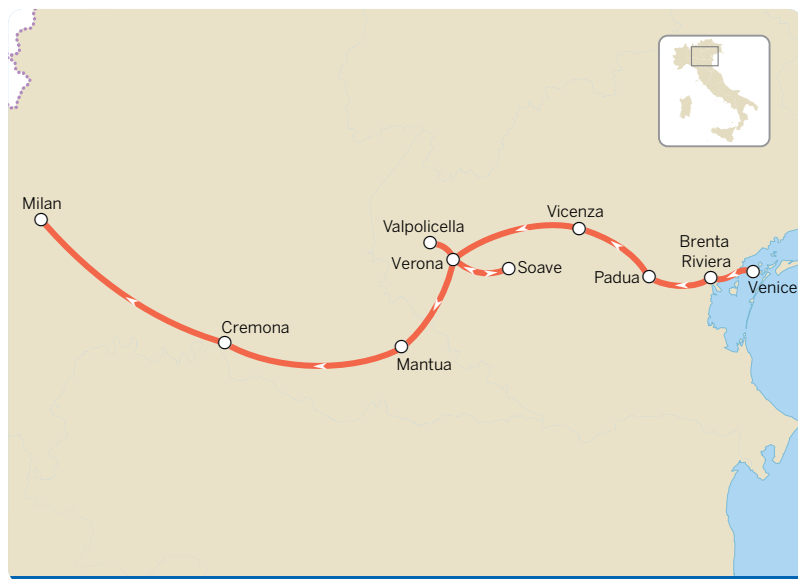 Milan
Valpolicella
Vicenza
Verona
Soave
Brenta
Riviera
Padua
Venice
Cremona
Mantua